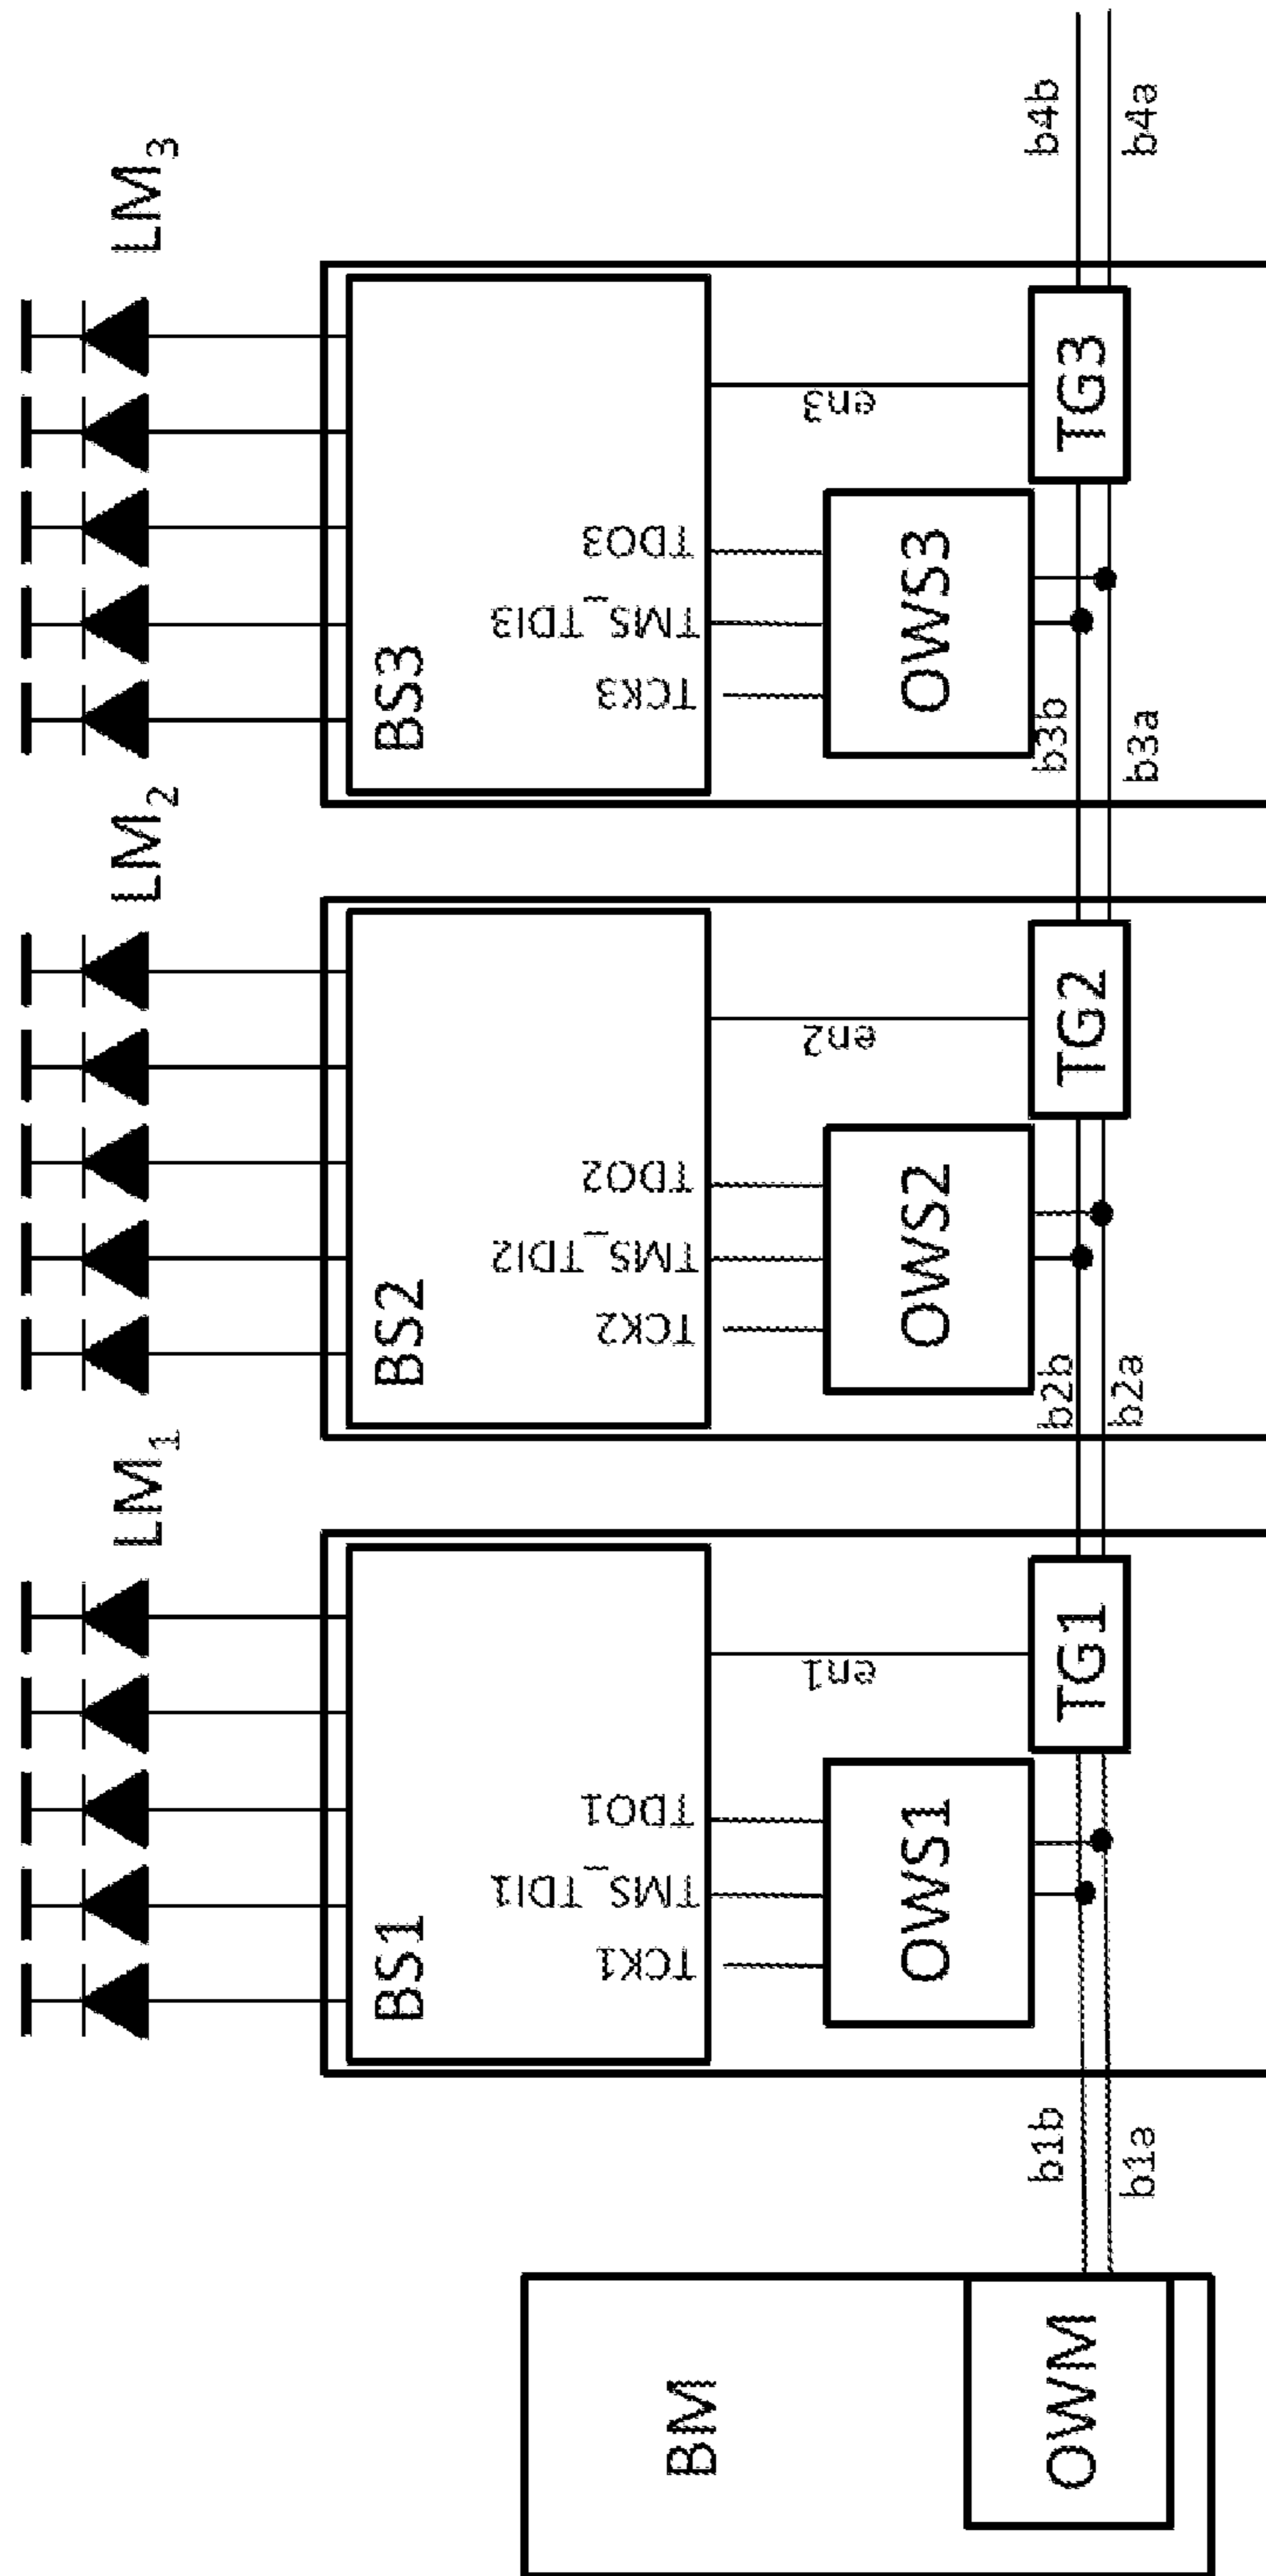 LM1
LM2
LM3
BS1
TCK1
TMS_TDI1
TDO1
en1
OWS1
TG1
BS2
TCK2
TMS_TDI2
TDO2
en2
OWS2
TG2
BS3
TCK3
TMS_TDI3
TDO3
en3
OWS3
TG3
BM
OWM
b1b
b1a
b2b
b2a
b3b
b3a
b4b
b4a